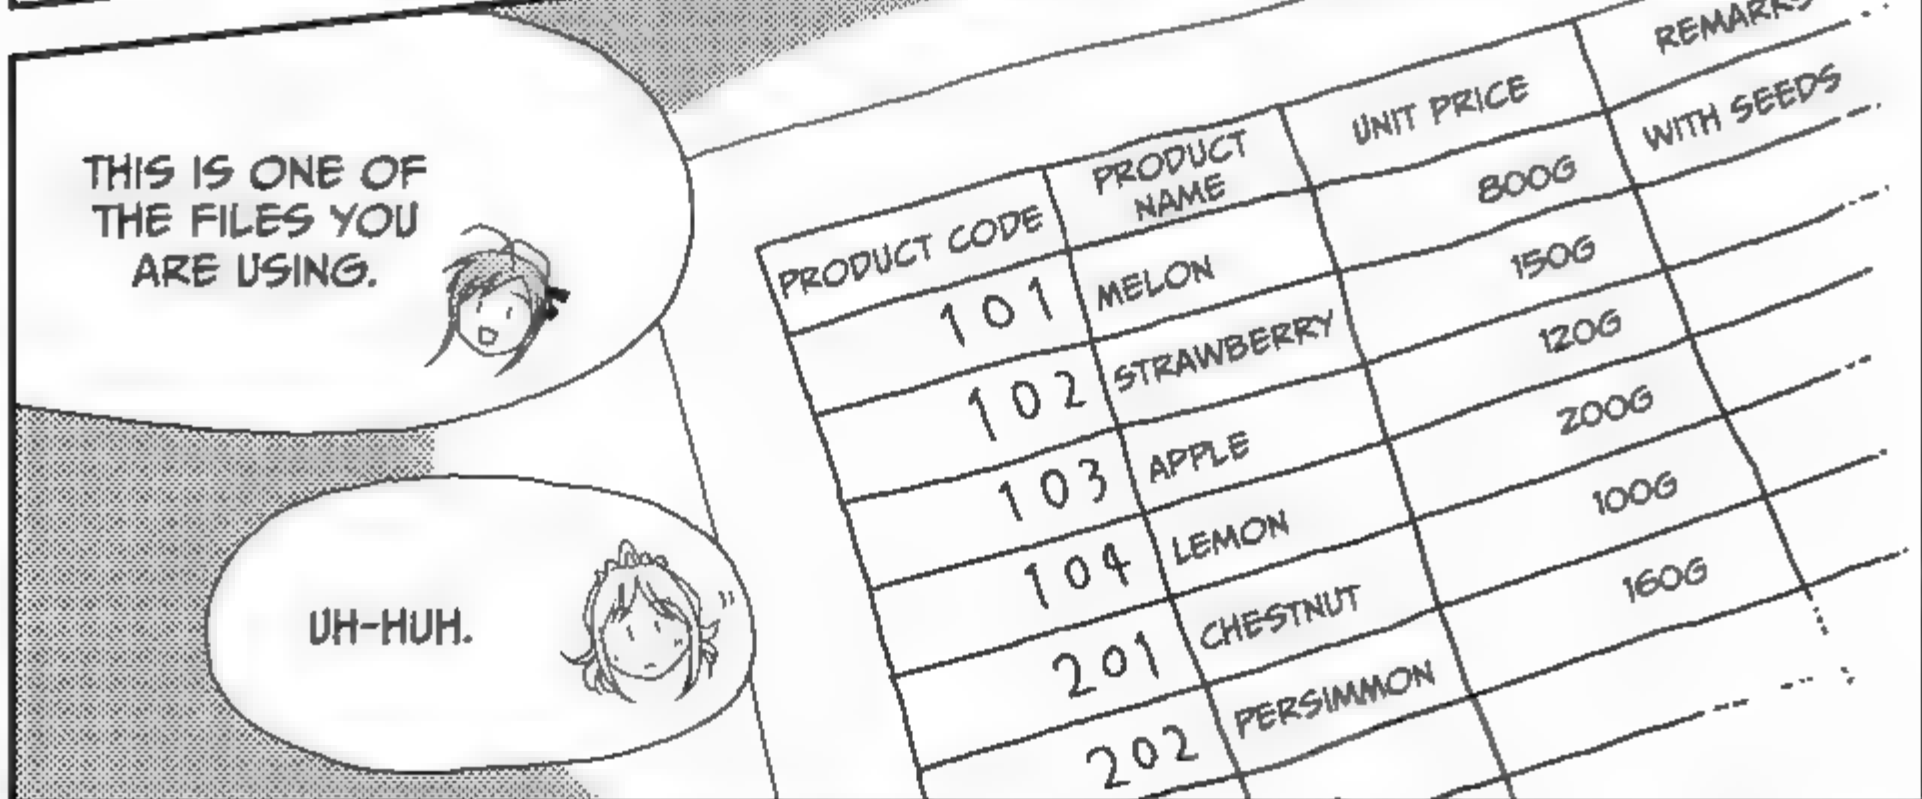 THIS IS ONE OF
THE FILES YOU
ARE USING.
UH-HUH.
PRODUCT CODE PRODUCT NAME UNIT PRICE REMARKS
101 MELON 800G WITH SEEDS
102 STRAWBERRY 150G
103 APPLE 120G
104 LEMON 200G
201 CHESTNUT 100G
202 PERSIMMON 160G